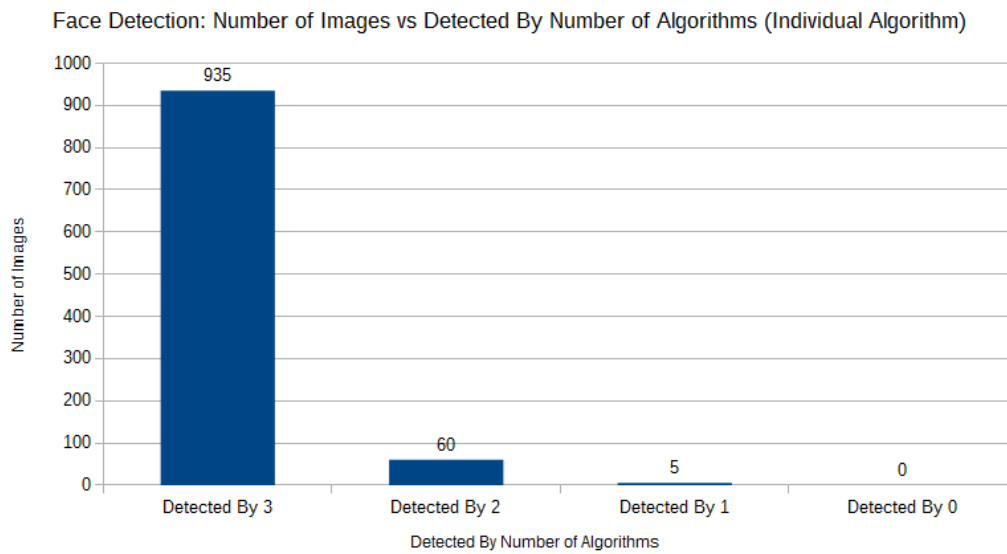 Face Detection: Number of Images vs Detected By Number of Algorithms (Individual Algorithm)
1000
935
900
800
700
600
500
400
300
200
100
60
5
0
0
Number of Images
Detected By 3
Detected By 2
Detected By 1
Detected By 0
Detected By Number of Algorithms